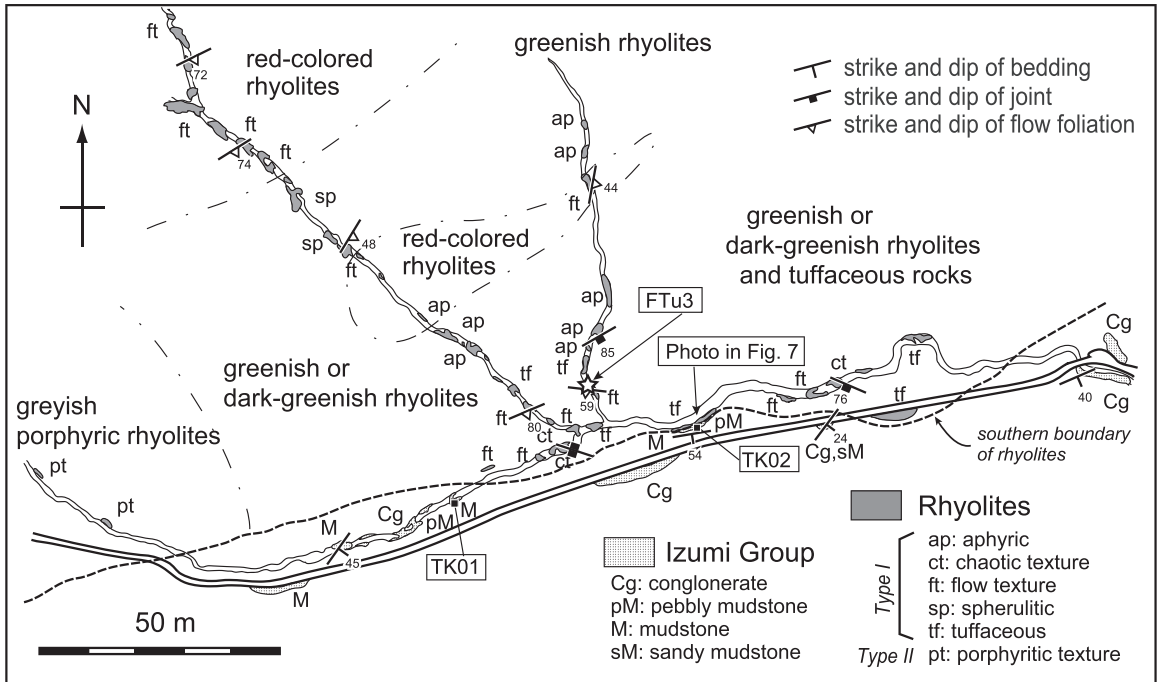 ft
72
red-colored
rhyolites
greenish rhyolites
strike and dip of bedding
strike and dip of joint
strike and dip of flow foliation
N
ft
ft
74
ft
ap
ap
44
ft
sp
sp
48
ft
red-colored
rhyolites
greenish or
dark-greenish rhyolites
and tuffaceous rocks
FTu3
ap
ap
ap
ap
ap
ap
85
tf
Photo in Fig. 7
Cg
tf
ct
greenish or
dark-greenish rhyolites
tf
59
ft
ft
ft
76
tf
40
Cg
greyish
porphyric rhyolites
ft
80
ft
tf
tf
pM
M
24
Cg,sM
southern boundary
of rhyolites
ct
ct
ft
ft
54
TK02
pt
pt
Cg
M
Cg
pM
M
45
TK01
M
50 m
Izumi Group
Cg: conglonerate
pM: pebbly mudstone
M: mudstone
sM: sandy mudstone
Rhyolites
Type I
ap: aphyric
ct: chaotic texture
ft: flow texture
sp: spherulitic
tf: tuffaceous
Type II pt: porphyritic texture